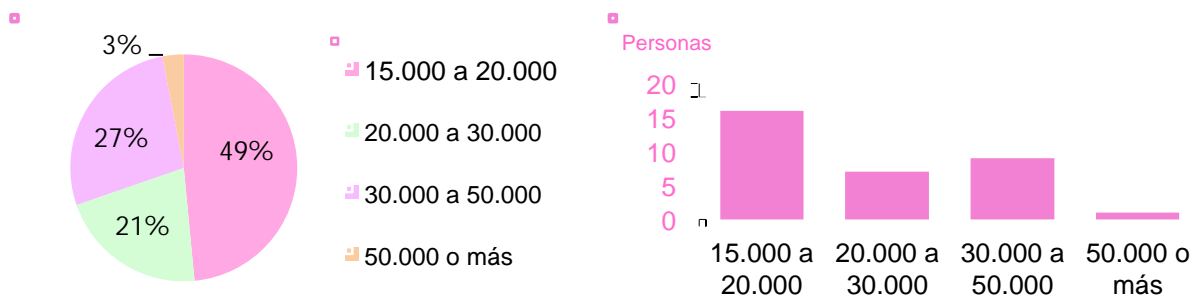 3%
27%
49%
21%
15.000 a 20.000
20.000 a 30.000
30.000 a 50.000
50.000 o más
Personas
20
15
10
5
0
15.000 a
20.000
20.000 a
30.000
30.000 a
50.000
50.000 o
más